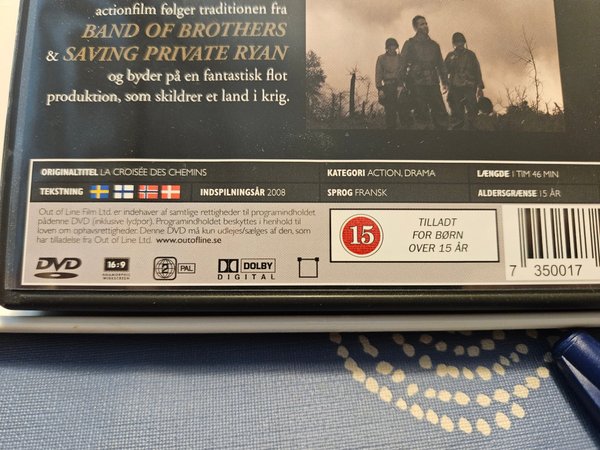 actionfilm følger traditionen fra
BAND OF BROTHERS
& SAVING PRIVATE RYAN
og byder på en fantastisk flot
produktion, som skildrer et land i krig.
ORIGINALTITEL LA CROISÉE DES CHEMINS KATEGORI ACTION, DRAMA LÆNGDE 1 TIM 46 MIN
TEKSTNING INDSPILNINGSÅR 2008 SPROG FRANSK ALDERSGRÆNSE 15 ÅR
Out of Line Film Ltd. er indehaver af samtlige rettigheder til programindholdet
pådenne DVD (inklusive lydpor). Programindholdet beskyttes i henhold til
loven om ophavsrettigheder. Denne DVD må kun udlejes/sælges af den, som
har tilladelse fra Out of Line Ltd. www.outofline.se
15
TILLADT
FOR BØRN
OVER 15 ÅR
DVD
VIDEO
16:9
ANAMORPHIC
WIDESCREEN
2
PAL
DOLBY
DIGITAL
7 350017